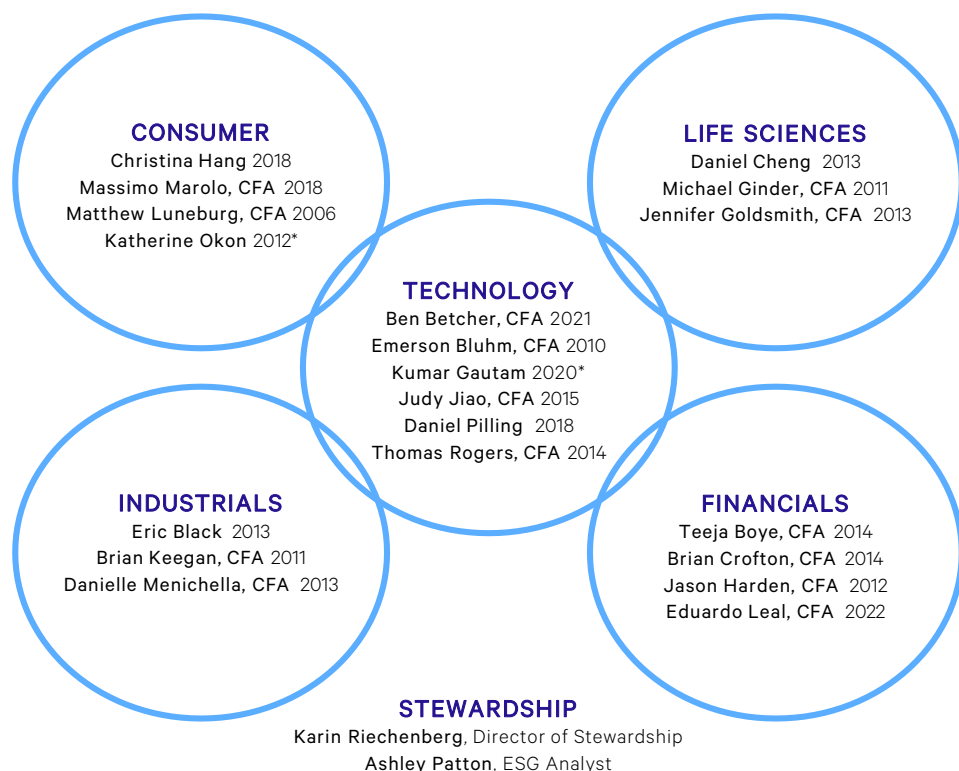 CONSUMER
Christina Hang 2018
Massimo Marolo, CFA 2018
Matthew Luneburg, CFA 2006
Katherine Okon 2012*
LIFE SCIENCES
Daniel Cheng 2013
Michael Ginder, CFA 2011
Jennifer Goldsmith, CFA 2013
TECHNOLOGY
Ben Betcher, CFA 2021
Emerson Bluhm, CFA 2010
Kumar Gautam 2020*
Judy Jiao, CFA 2015
Daniel Pilling 2018
Thomas Rogers, CFA 2014
INDUSTRIALS
Eric Black 2013
Brian Keegan, CFA 2011
Danielle Menichella, CFA 2013
FINANCIALS
Teeja Boye, CFA 2014
Brian Crofton, CFA 2014
Jason Harden, CFA 2012
Eduardo Leal, CFA 2022
STEWARDSHIP
Karin Riechenberg, Director of Stewardship
Ashley Patton, ESG Analyst